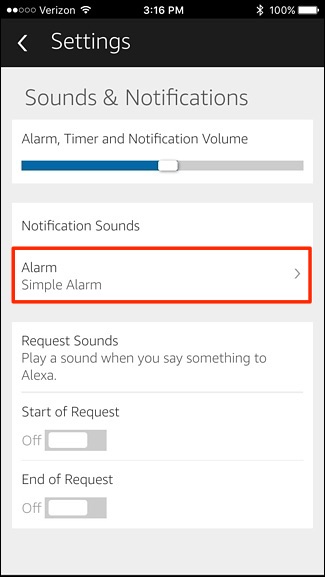 Verizon 3:16 PM 100%
Settings
Sounds & Notifications
Alarm, Timer and Notification Volume
Notification Sounds
Alarm
Simple Alarm
Request Sounds
Play a sound when you say something to
Alexa.
Start of Request
Off
End of Request
Off